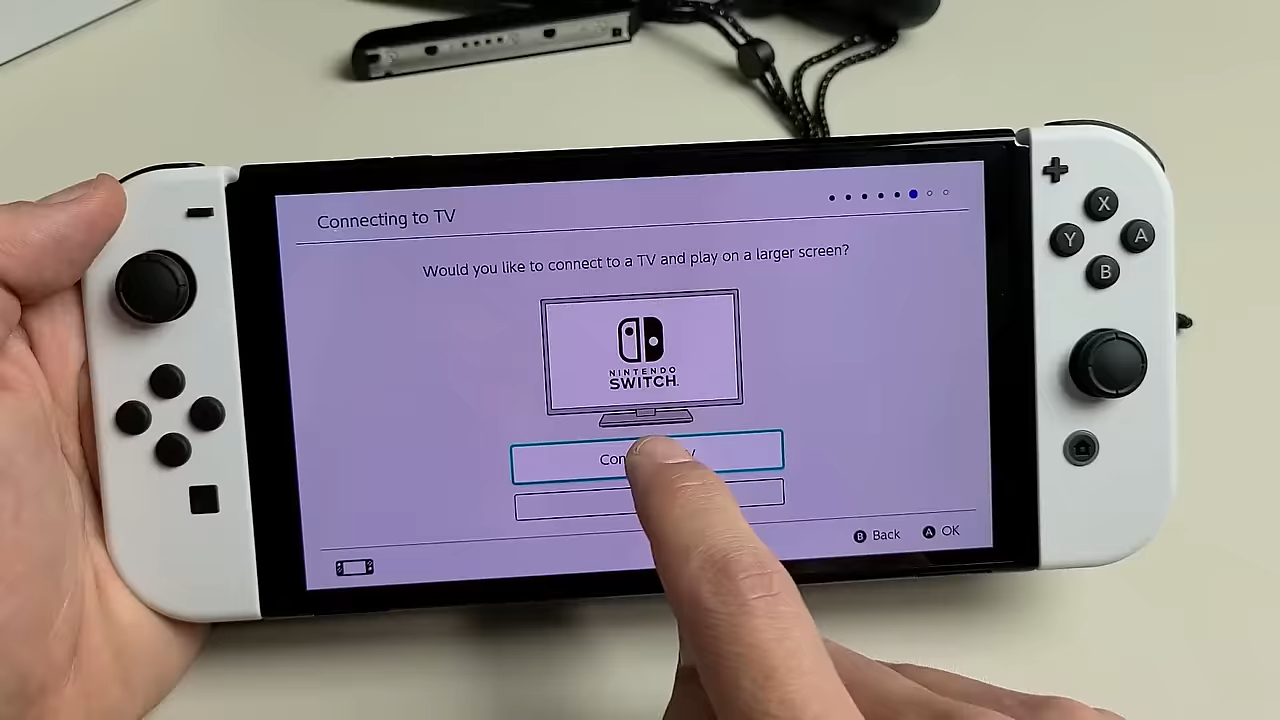 Connecting to TV
Would you like to connect to a TV and play on a larger screen?
NINTENDO
SWITCH.
B Back A OK
X
Y A
B